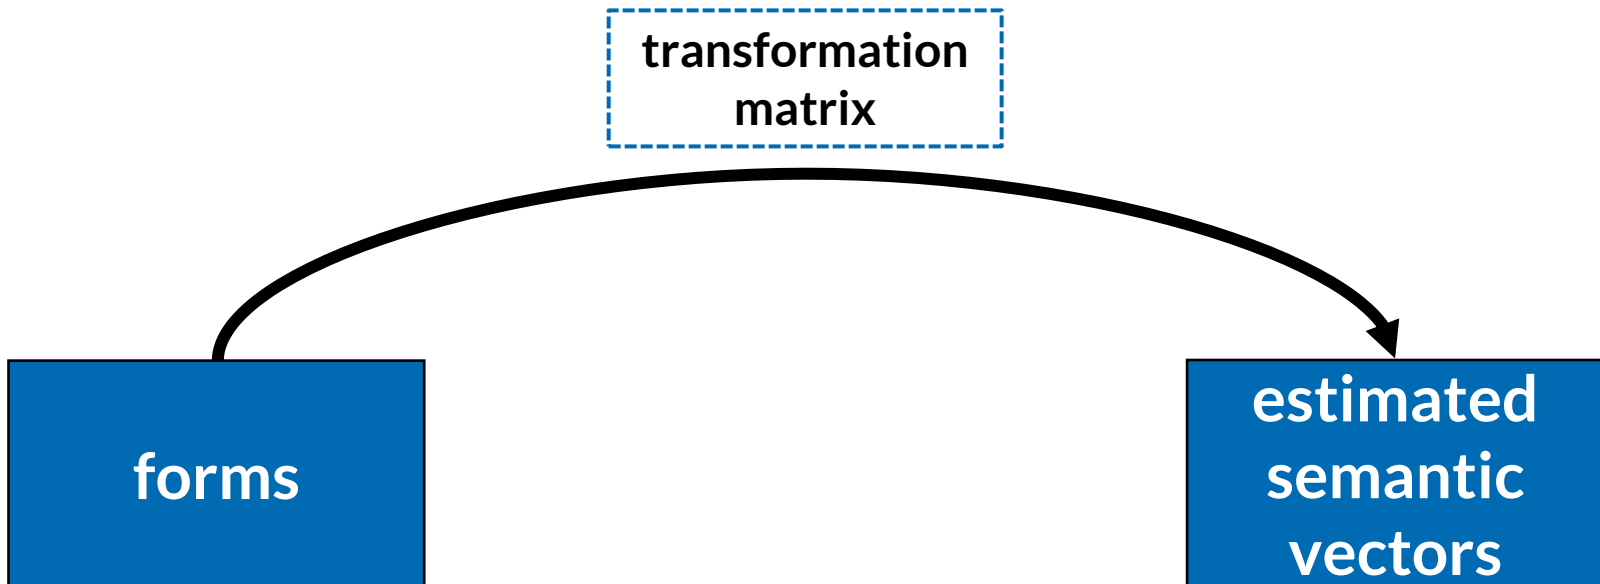 transformation
matrix
forms
estimated
semantic
vectors